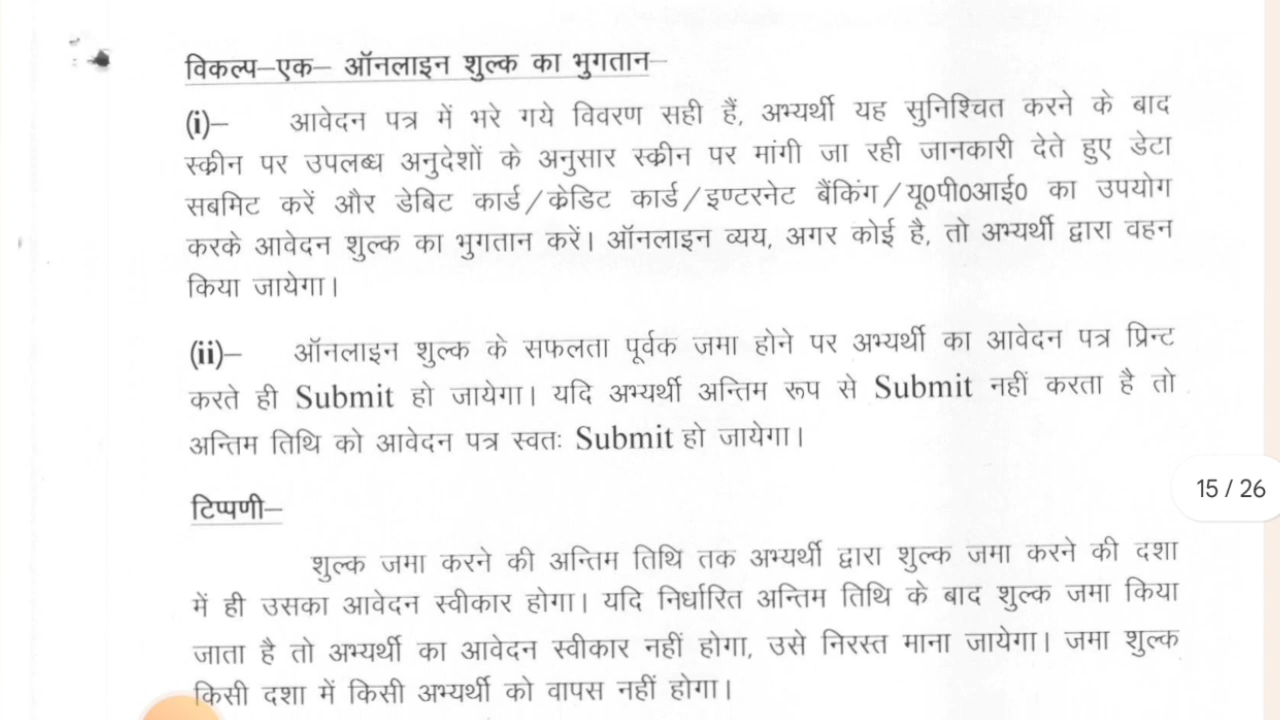 विकल्प–एक– ऑनलाइन शुल्क का भुगतान–
(i)– आवेदन पत्र में भरे गये विवरण सही हैं, अभ्यर्थी यह सुनिश्चित करने के बाद
स्क्रीन पर उपलब्ध अनुदेशों के अनुसार स्क्रीन पर मांगी जा रही जानकारी देते हुए डेटा
सबमिट करें और डेबिट कार्ड/क्रेडिट कार्ड/इण्टरनेट बैंकिंग/यू0पी0आई0 का उपयोग
करके आवेदन शुल्क का भुगतान करें। ऑनलाइन व्यय, अगर कोई है, तो अभ्यर्थी द्वारा वहन
किया जायेगा।
(ii)– ऑनलाइन शुल्क के सफलता पूर्वक जमा होने पर अभ्यर्थी का आवेदन पत्र प्रिन्ट
करते ही Submit हो जायेगा। यदि अभ्यर्थी अन्तिम रूप से Submit नहीं करता है तो
अन्तिम तिथि को आवेदन पत्र स्वतः Submit हो जायेगा।
15 / 26
टिप्पणी–
शुल्क जमा करने की अन्तिम तिथि तक अभ्यर्थी द्वारा शुल्क जमा करने की दशा
में ही उसका आवेदन स्वीकार होगा। यदि निर्धारित अन्तिम तिथि के बाद शुल्क जमा किया
जाता है तो अभ्यर्थी का आवेदन स्वीकार नहीं होगा, उसे निरस्त माना जायेगा। जमा शुल्क
किसी दशा में किसी अभ्यर्थी को वापस नहीं होगा।